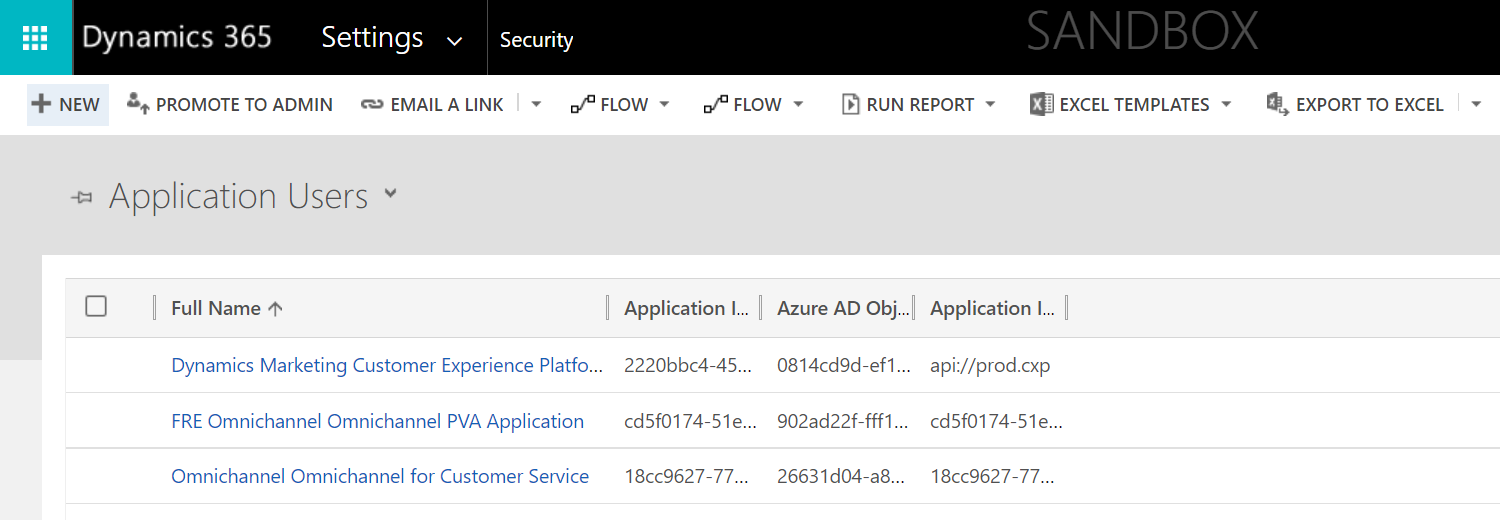 Dynamics 365 Settings Security SANDBOX
NEW PROMOTE TO ADMIN EMAIL A LINK FLOW FLOW RUN REPORT EXCEL TEMPLATES EXPORT TO EXCEL
Application Users
Full Name Application I... Azure AD Obj... Application I...
Dynamics Marketing Customer Experience Platfo... 2220bbc4-45... 0814cd9d-ef1... api://prod.cxp
FRE Omnichannel Omnichannel PVA Application cd5f0174-51e... 902ad22f-fff1... cd5f0174-51e...
Omnichannel Omnichannel for Customer Service 18cc9627-77... 26631d04-a8... 18cc9627-77...